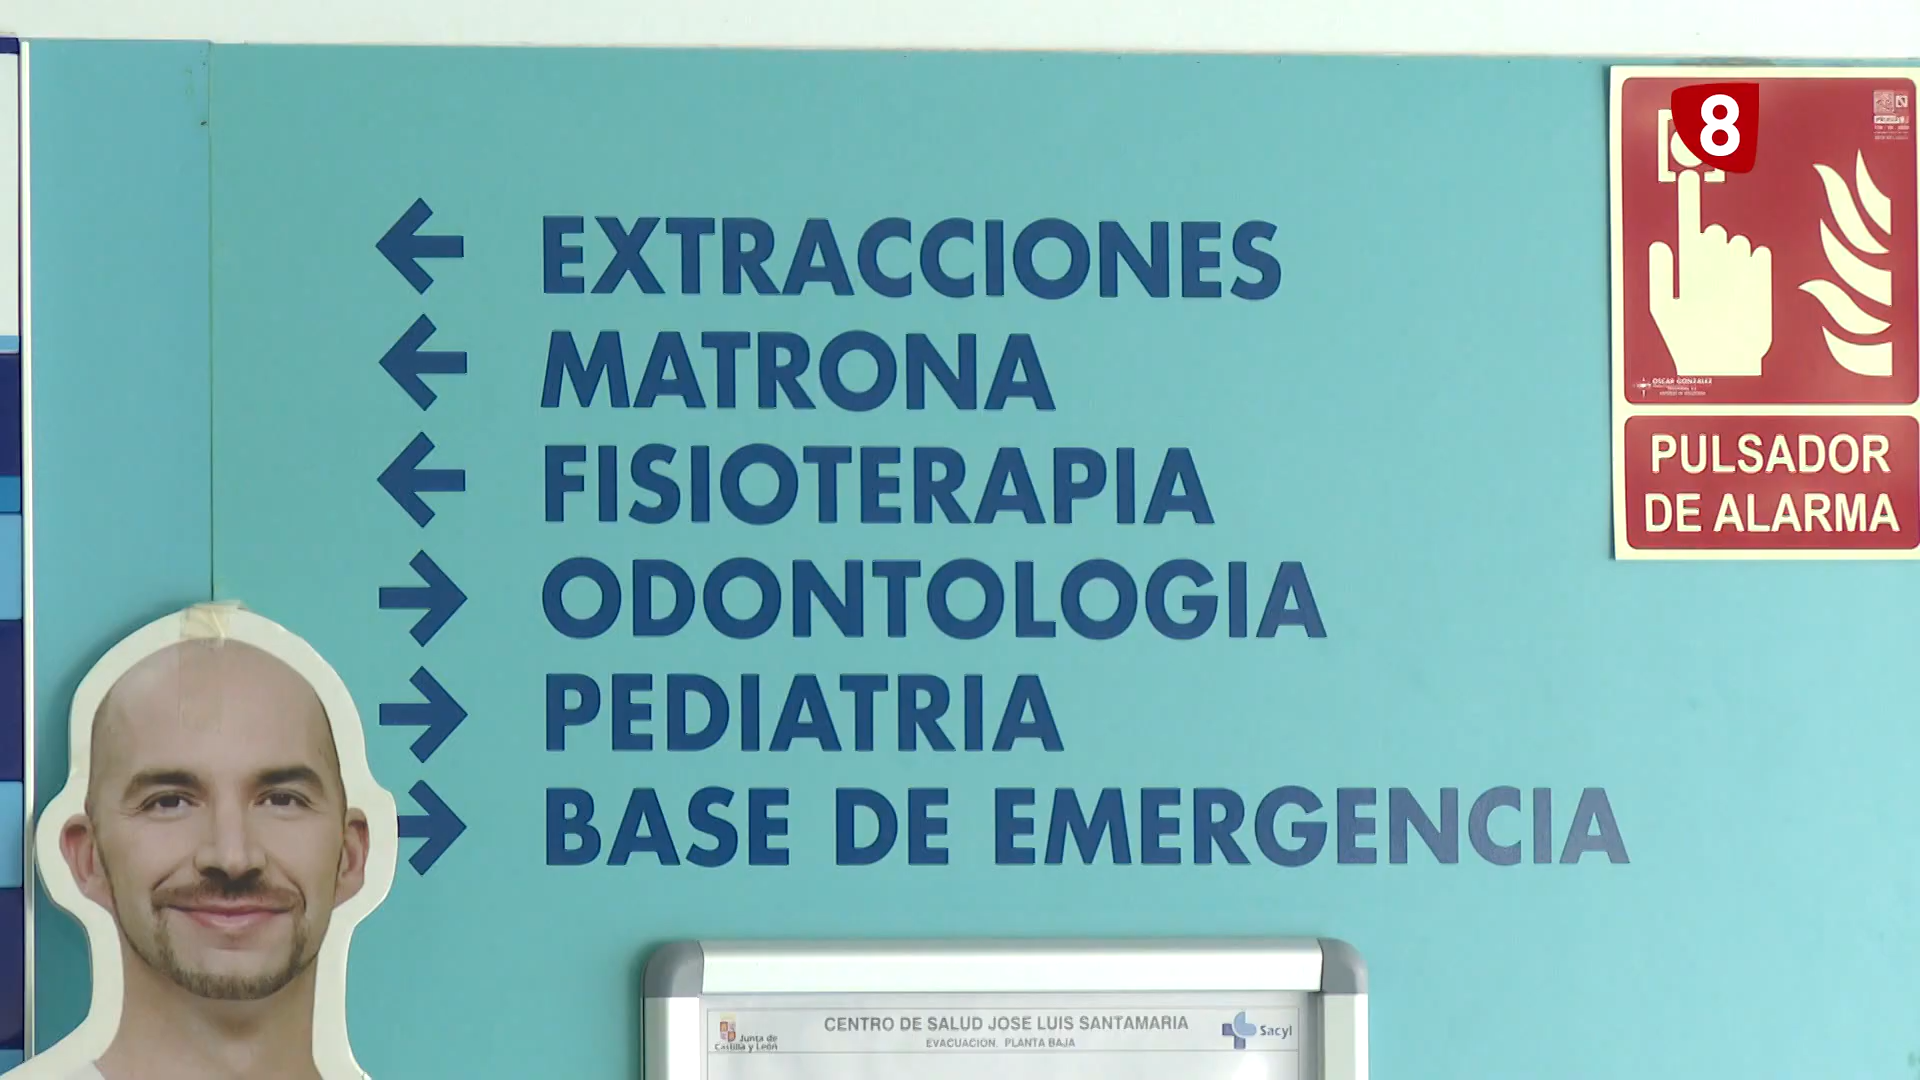 8
EXTRACCIONES
MATRONA
FISIOTERAPIA
ODONTOLOGIA
PEDIATRIA
BASE DE EMERGENCIA
PULSADOR
DE ALARMA
Junta de
Castilla y León
CENTRO DE SALUD JOSE LUIS SANTAMARIA
EVACUACION. PLANTA BAJA
Sacyl